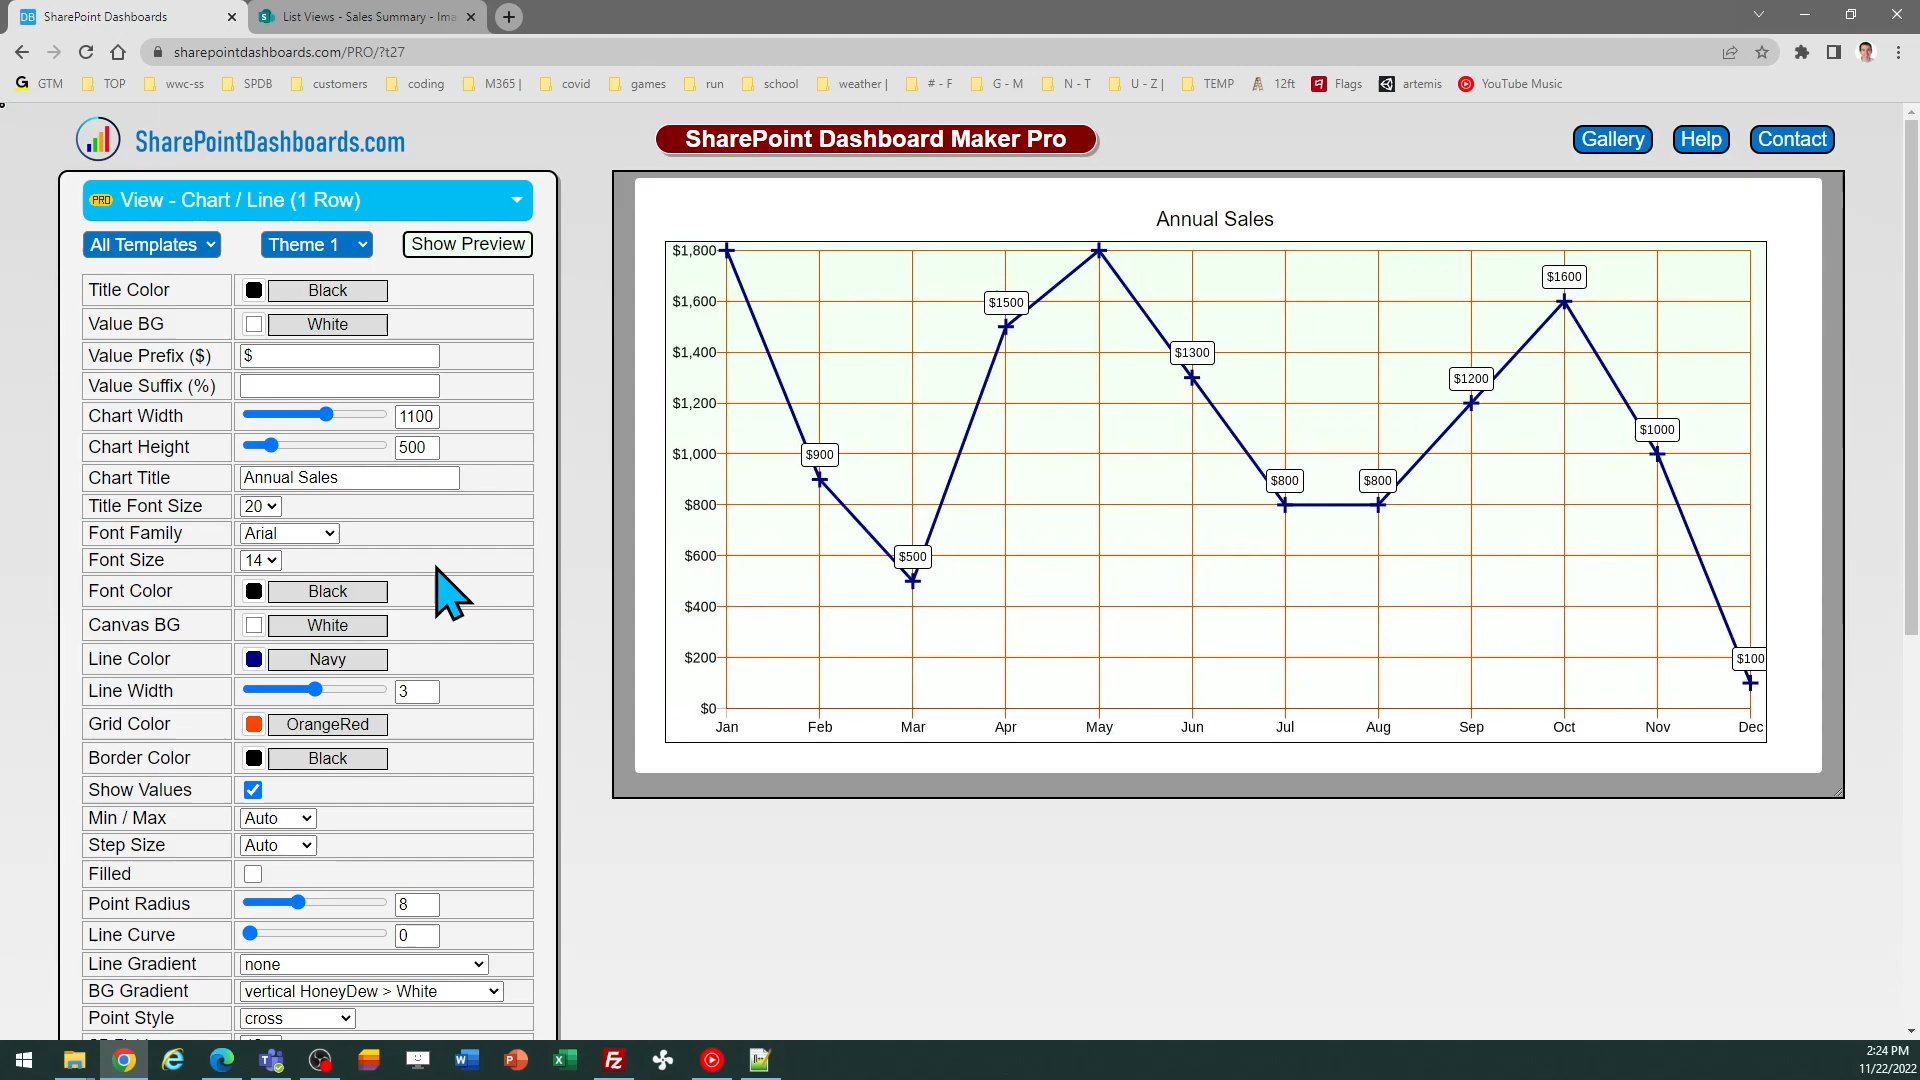 SharePoint Dashboards
List Views - Sales Summary - Ima
sharepointdashboards.com/PRO/?t27
GTM
TOP
wwc-ss
SPDB
customers
coding
M365 |
covid
games
run
school
weather |
# - F
G - M
N - T
U - Z |
TEMP
12ft
Flags
artemis
YouTube Music
SharePointDashboards.com
SharePoint Dashboard Maker Pro
Gallery
Help
Contact
PRO View - Chart / Line (1 Row)
All Templates
Theme 1
Show Preview
Title Color Black
Value BG White
Value Prefix ($) $
Value Suffix (%)
Chart Width 1100
Chart Height 500
Chart Title Annual Sales
Title Font Size 20
Font Family Arial
Font Size 14
Font Color Black
Canvas BG White
Line Color Navy
Line Width 3
Grid Color OrangeRed
Border Color Black
Show Values
Min / Max Auto
Step Size Auto
Filled
Point Radius 8
Line Curve 0
Line Gradient none
BG Gradient vertical HoneyDew > White
Point Style cross
Annual Sales
$1,800
$1,600
$1,400
$1,200
$1,000
$800
$600
$400
$200
$0
$900
$500
$1500
$1300
$800
$800
$1200
$1600
$1000
$100
Jan
Feb
Mar
Apr
May
Jun
Jul
Aug
Sep
Oct
Nov
Dec
2:24 PM
11/22/2022